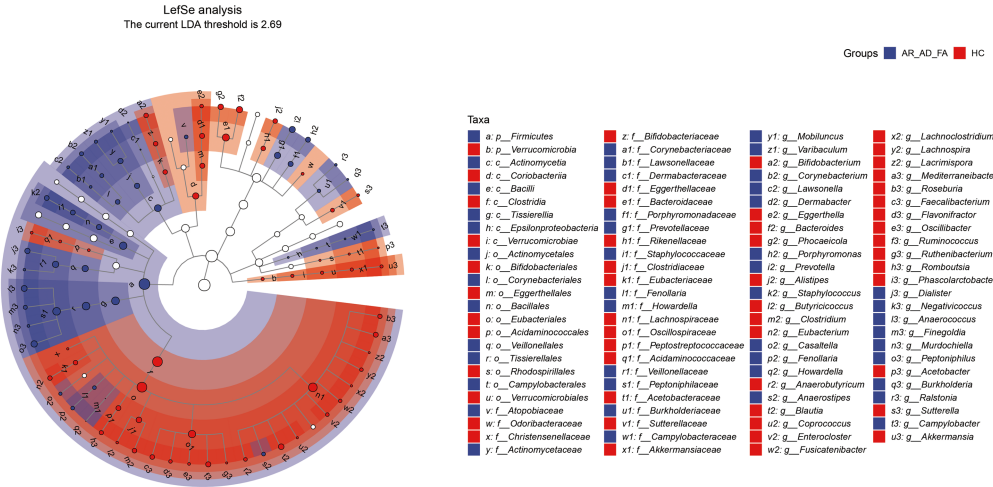 LefSe analysis
The current LDA threshold is 2.69
Groups AR_AD_FA HC
Taxa
a: p__Firmicutes
b: p__Verrucomicrobia
c: c__Actinomycetia
d: c__Coriobacteriia
e: c__Bacilli
f: c__Clostridia
g: c__Tissierellia
h: c__Epsilonproteobacteria
i: c__Verrucomicrobiae
j: o__Actinomycetales
k: o__Bifidobacteriales
l: o__Corynebacteriales
m: o__Eggerthellales
n: o__Bacillales
o: o__Eubacteriales
p: o__Acidaminococcales
q: o__Veillonellales
r: o__Tissierellales
s: o__Rhodospirillales
t: o__Campylobacterales
u: o__Verrucomicrobiales
v: f__Atopobiaceae
w: f__Odoribacteraceae
x: f__Christensenellaceae
y: f__Actinomycetaceae
z: f__Bifidobacteriaceae
a1: f__Corynebacteriaceae
b1: f__Lawsonellaceae
c1: f__Dermabacteraceae
d1: f__Eggerthellaceae
e1: f__Bacteroidaceae
f1: f__Porphyromonadaceae
g1: f__Prevotellaceae
h1: f__Rikenellaceae
i1: f__Staphylococcaceae
j1: f__Clostridiaceae
k1: f__Eubacteriaceae
l1: f__Fenollaria
m1: f__Howardella
n1: f__Lachnospiraceae
o1: f__Oscillospiraceae
p1: f__Peptostreptococcaceae
q1: f__Acidaminococcaceae
r1: f__Veillonellaceae
s1: f__Peptoniphilaceae
t1: f__Acetobacteraceae
u1: f__Burkholderiaceae
v1: f__Sutterellaceae
w1: f__Campylobacteraceae
x1: f__Akkermansiaceae
y1: g__Mobiluncus
z1: g__Varibaculum
a2: g__Bifidobacterium
b2: g__Corynebacterium
c2: g__Lawsonella
d2: g__Dermabacter
e2: g__Eggerthella
f2: g__Bacteroides
g2: g__Phocaeicola
h2: g__Porphyromonas
i2: g__Prevotella
j2: g__Alistipes
k2: g__Staphylococcus
l2: g__Butyricicoccus
m2: g__Clostridium
n2: g__Eubacterium
o2: g__Casaltella
p2: g__Fenollaria
q2: g__Howardella
r2: g__Anaerobutyricum
s2: g__Anaerostipes
t2: g__Blautia
u2: g__Coprococcus
v2: g__Enterocloster
w2: g__Fusicatenibacter
x2: g__Lachnoclostridium
y2: g__Lachnospira
z2: g__Lacrimispora
a3: g__Mediterraneibacte
b3: g__Roseburia
c3: g__Faecalibacterium
d3: g__Flavonifractor
e3: g__Oscillibacter
f3: g__Ruminococcus
g3: g__Ruthenibacterium
h3: g__Romboutsia
i3: g__Phascolarctobacte
j3: g__Dialister
k3: g__Negativicoccus
l3: g__Anaerococcus
m3: g__Finegoldia
n3: g__Murdochiella
o3: g__Peptoniphilus
p3: g__Acetobacter
q3: g__Burkholderia
r3: g__Ralstonia
s3: g__Sutterella
t3: g__Campylobacter
u3: g__Akkermansia